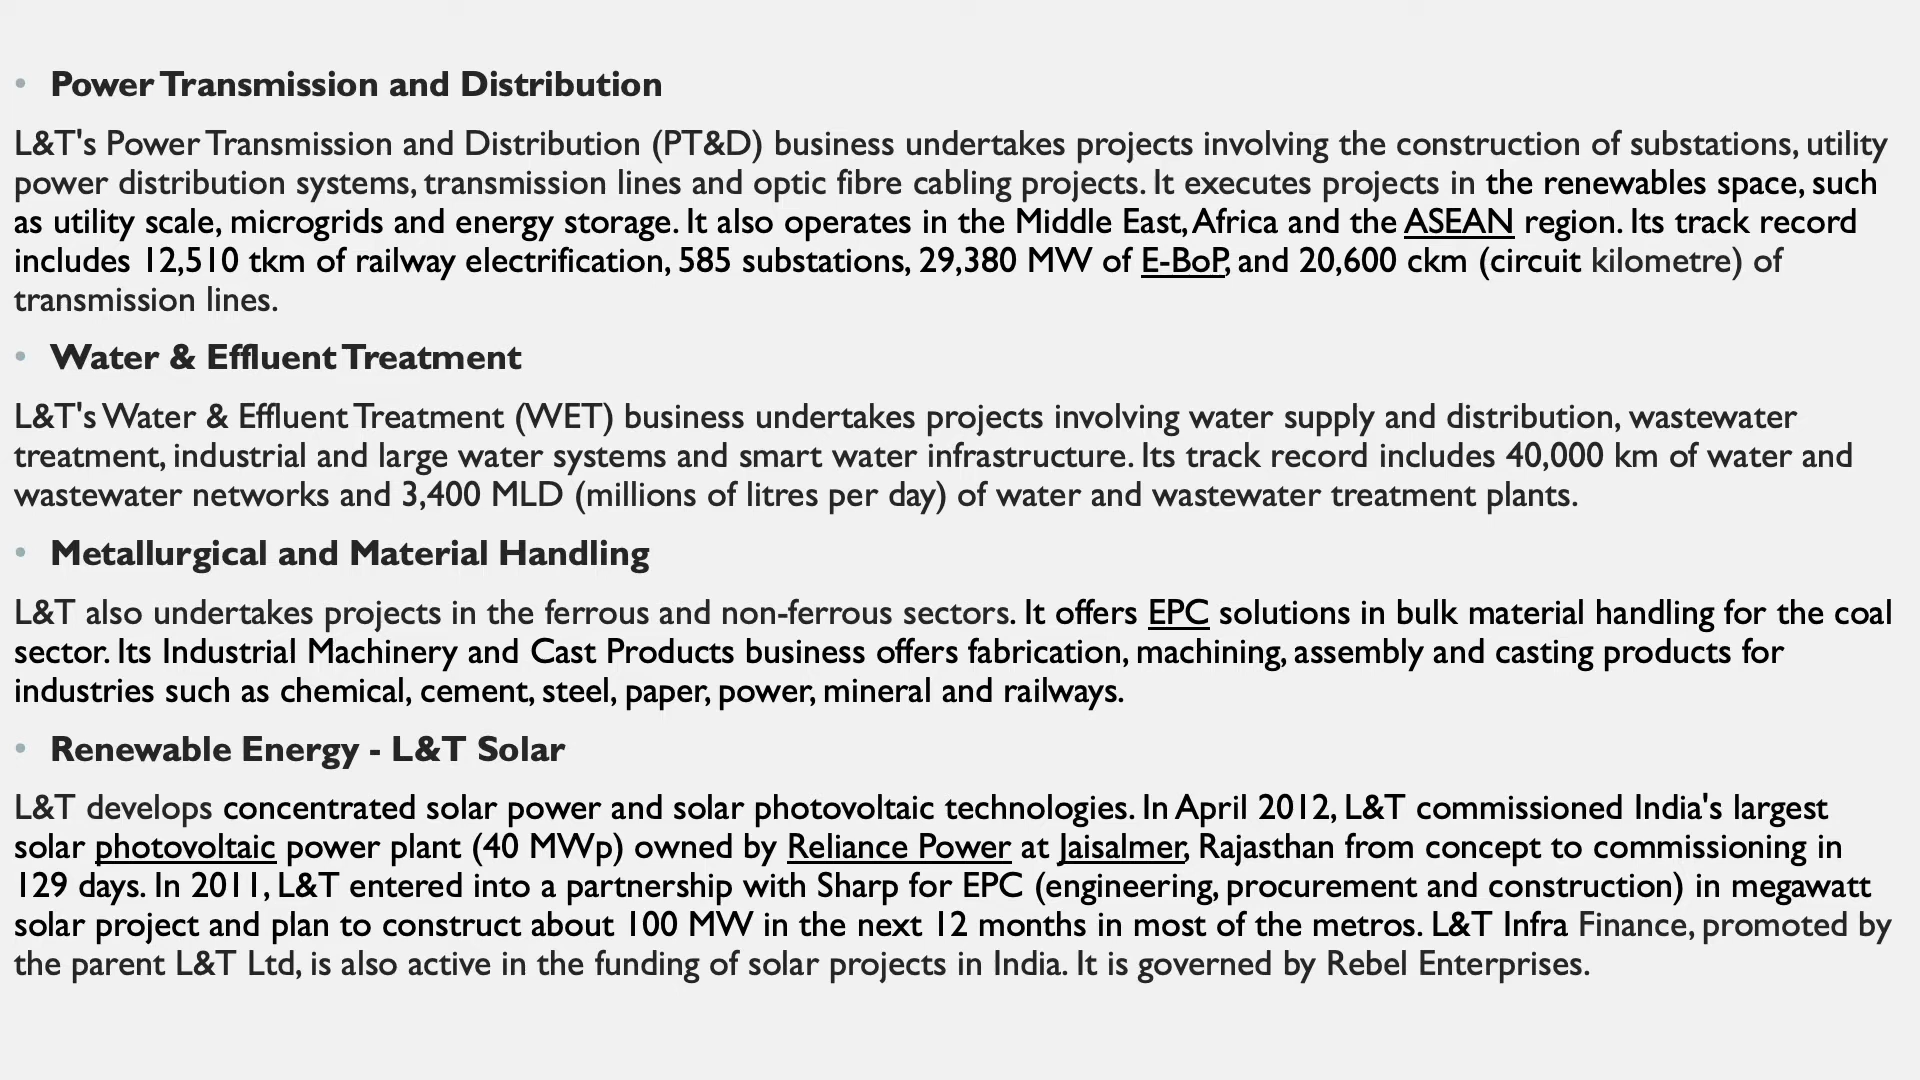 • Power Transmission and Distribution
L&T's Power Transmission and Distribution (PT&D) business undertakes projects involving the construction of substations, utility
power distribution systems, transmission lines and optic fibre cabling projects. It executes projects in the renewables space, such
as utility scale, microgrids and energy storage. It also operates in the Middle East, Africa and the ASEAN region. Its track record
includes 12,510 tkm of railway electrification, 585 substations, 29,380 MW of E-BoP, and 20,600 ckm (circuit kilometre) of
transmission lines.
• Water & Effluent Treatment
L&T's Water & Effluent Treatment (WET) business undertakes projects involving water supply and distribution, wastewater
treatment, industrial and large water systems and smart water infrastructure. Its track record includes 40,000 km of water and
wastewater networks and 3,400 MLD (millions of litres per day) of water and wastewater treatment plants.
• Metallurgical and Material Handling
L&T also undertakes projects in the ferrous and non-ferrous sectors. It offers EPC solutions in bulk material handling for the coal
sector. Its Industrial Machinery and Cast Products business offers fabrication, machining, assembly and casting products for
industries such as chemical, cement, steel, paper, power, mineral and railways.
• Renewable Energy - L&T Solar
L&T develops concentrated solar power and solar photovoltaic technologies. In April 2012, L&T commissioned India's largest
solar photovoltaic power plant (40 MWp) owned by Reliance Power at Jaisalmer, Rajasthan from concept to commissioning in
129 days. In 2011, L&T entered into a partnership with Sharp for EPC (engineering, procurement and construction) in megawatt
solar project and plan to construct about 100 MW in the next 12 months in most of the metros. L&T Infra Finance, promoted by
the parent L&T Ltd, is also active in the funding of solar projects in India. It is governed by Rebel Enterprises.